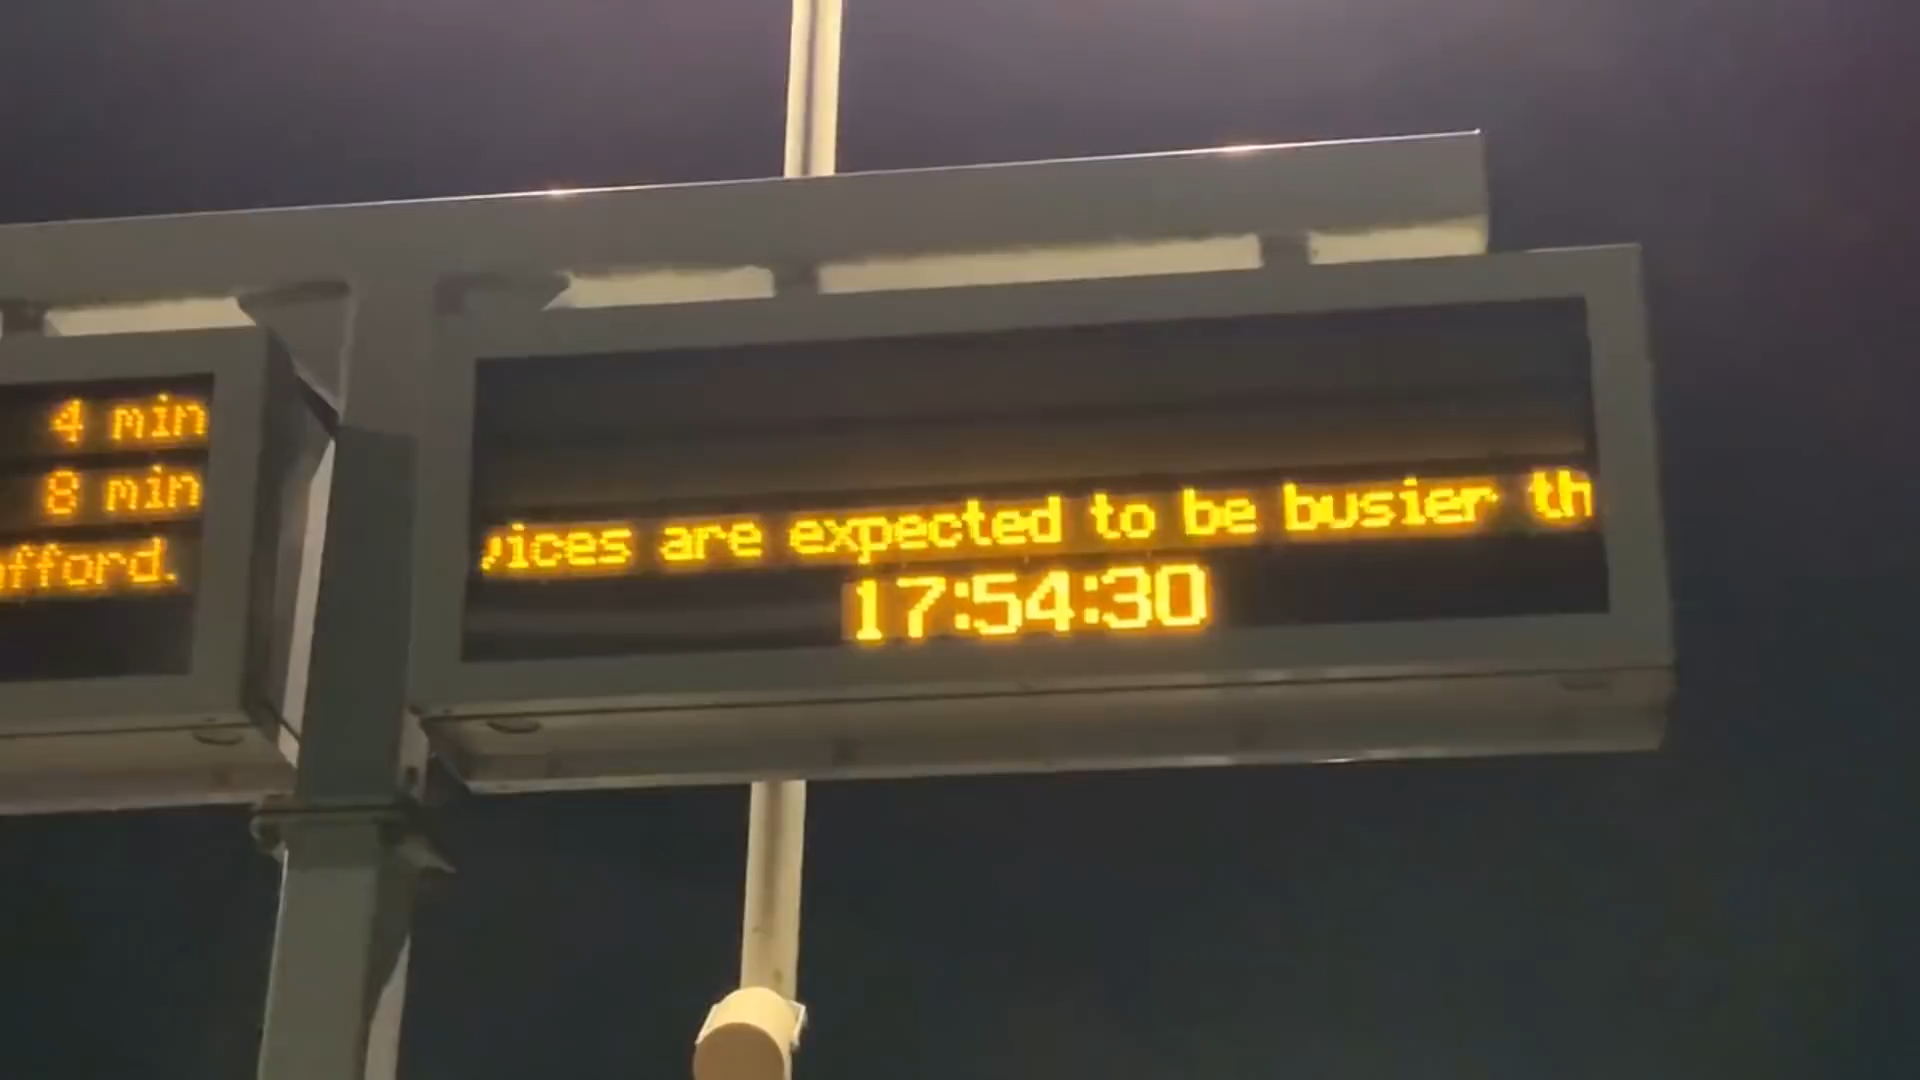 4 min
8 min
fford.
vices are expected to be busier th
17:54:30